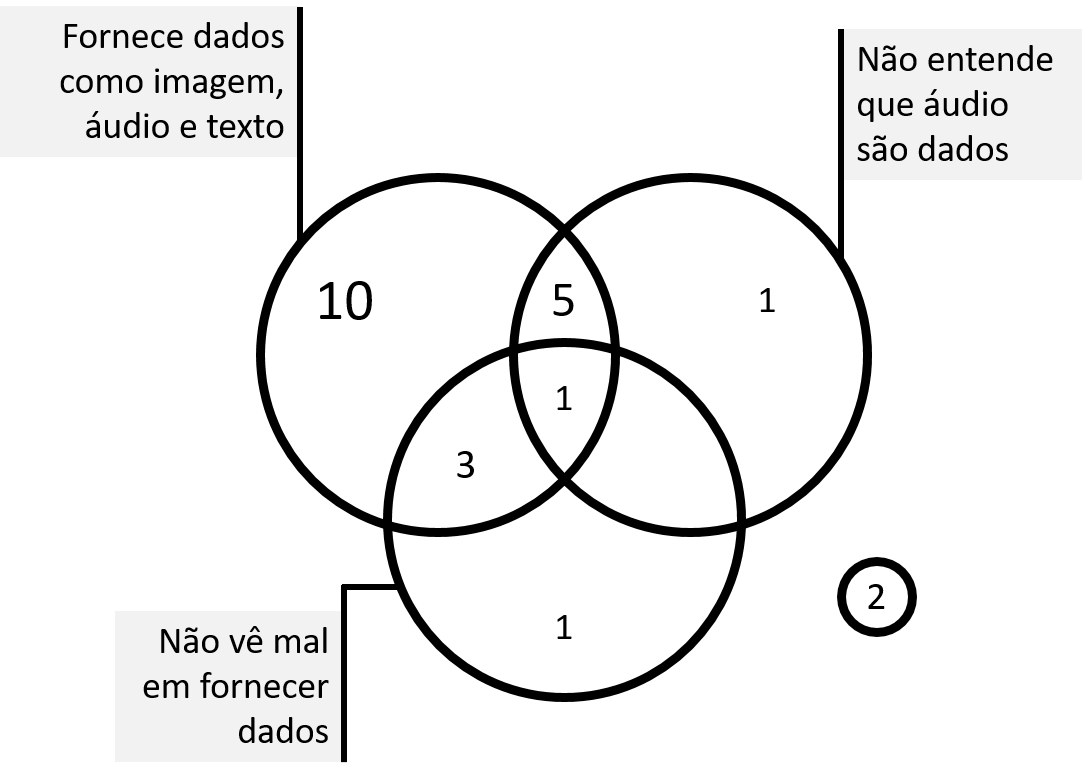 Fornece dados
como imagem,
áudio e texto
Não entende
que áudio
são dados
10
5
1
1
3
1
2
Não vê mal
em fornecer
dados